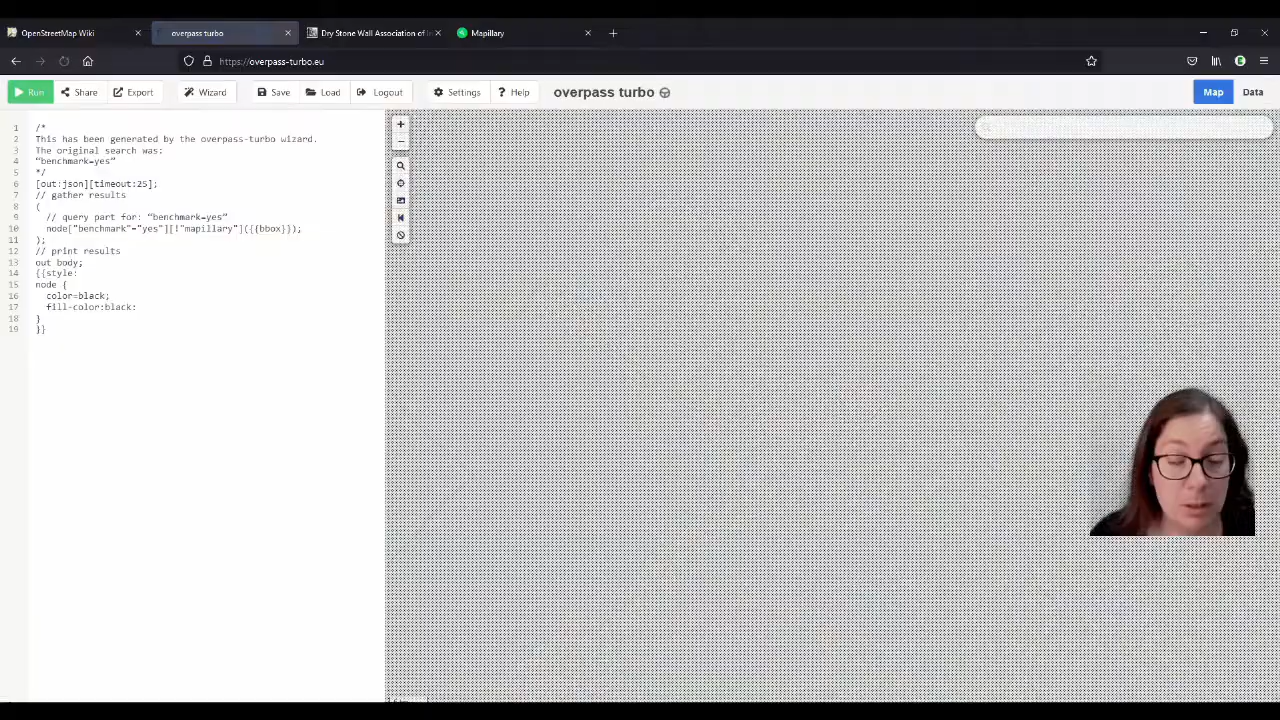 OpenStreetMap Wiki
overpass turbo
Dry Stone Wall Association of
Mapillary
https://overpass-turbo.eu
Run
Share
Export
Wizard
Save
Load
Logout
Settings
Help
overpass turbo
Map
Data
1 /*
2 This has been generated by the overpass-turbo wizard.
3 The original search was:
4 “benchmark=yes”
5 */
6 [out:json][timeout:25];
7 // gather results
8 (
9 // query part for: “benchmark=yes”
10 node["benchmark"="yes"][!"mapillary"]({{bbox}});
11 );
12 // print results
13 out body;
14 {{style:
15 node {
16 color=black;
17 fill-color:black:
18 }
19 }}